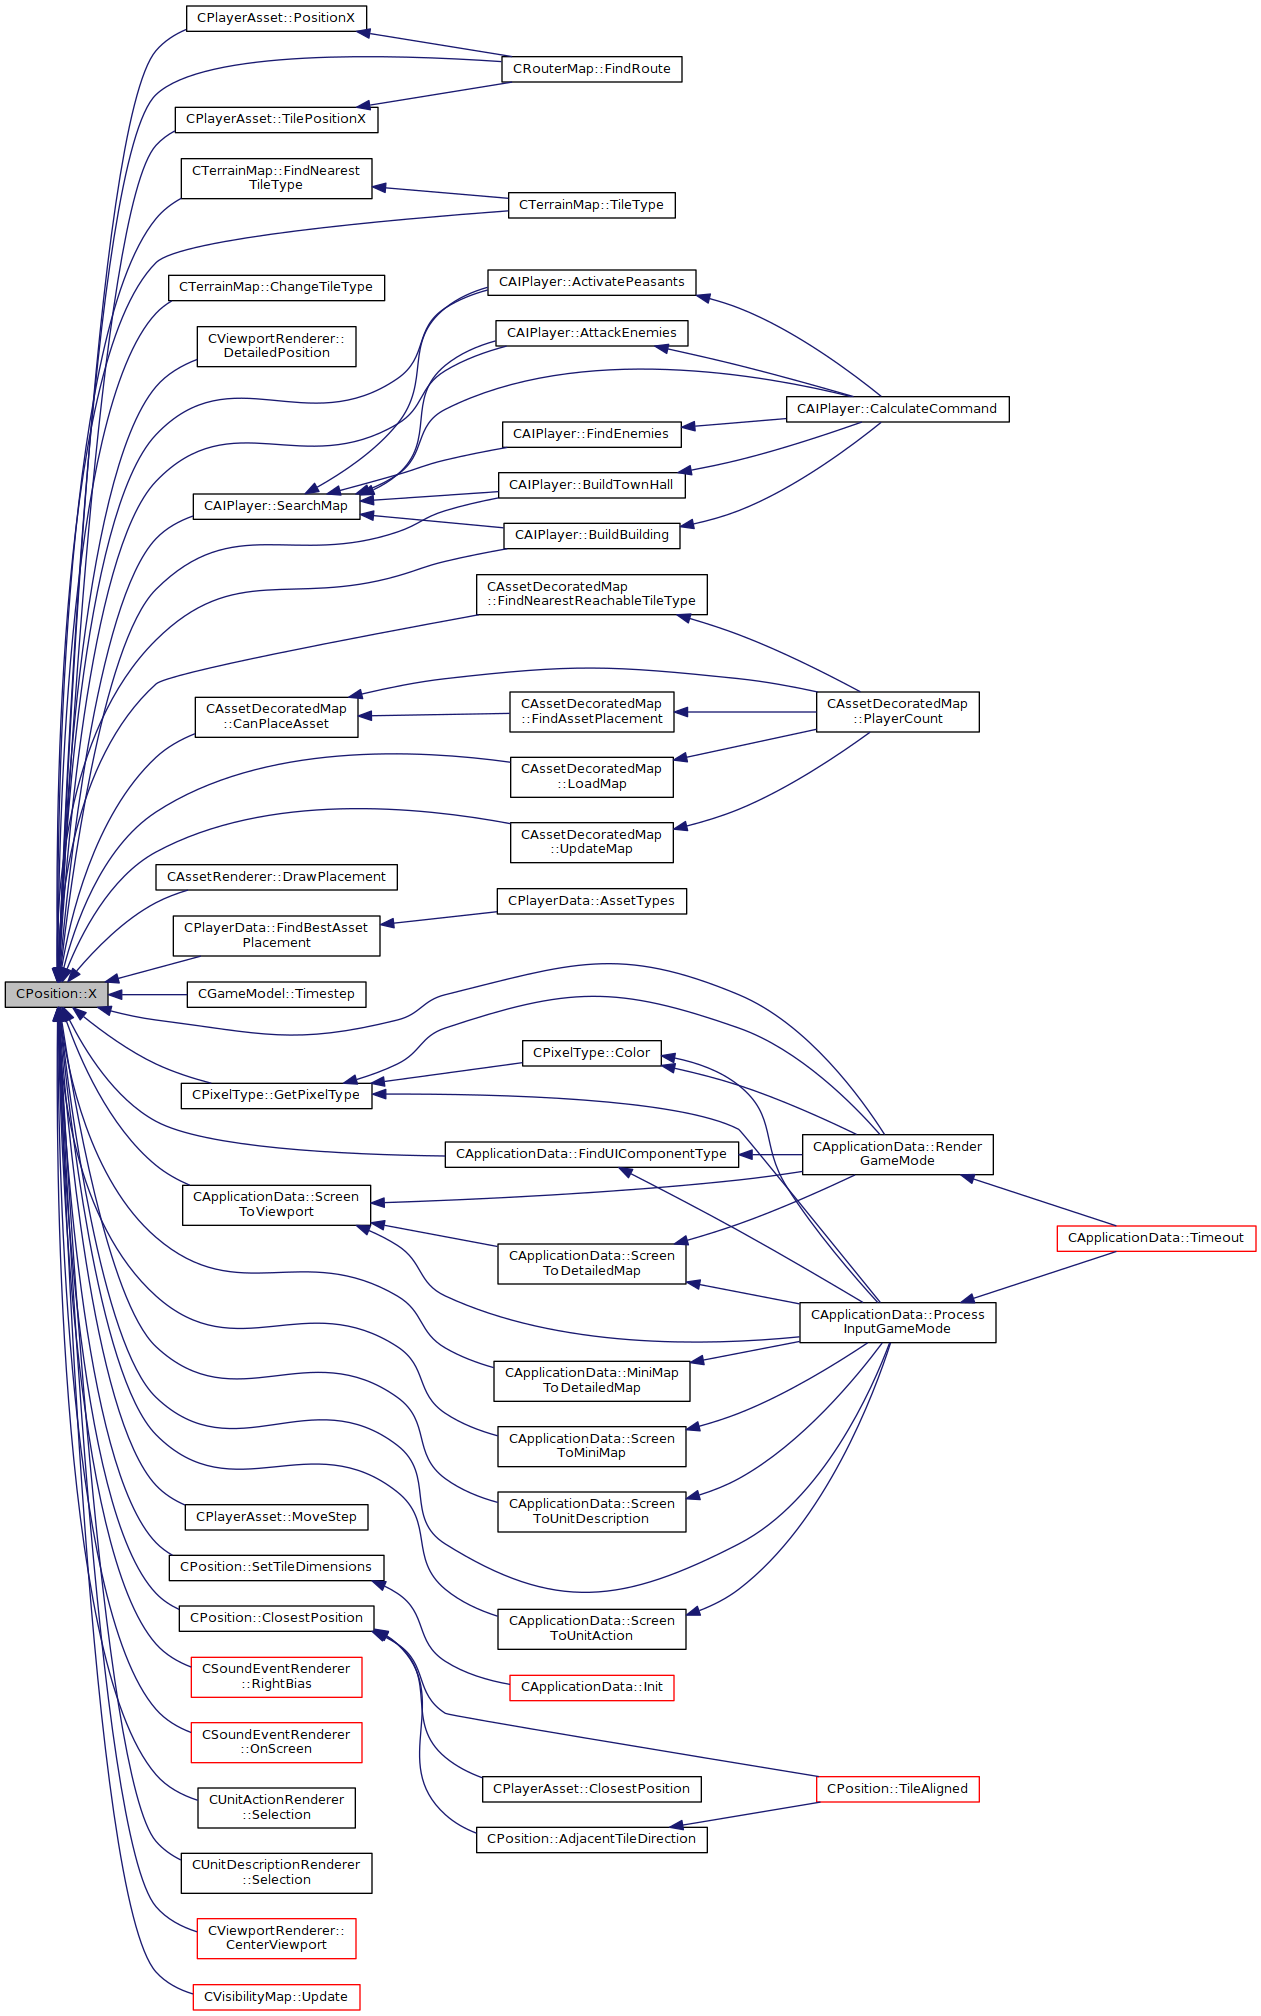 CPlayerAsset::PositionX
CRouterMap::FindRoute
CPlayerAsset::TilePositionX
CTerrainMap::FindNearest
TileType
CTerrainMap::TileType
CTerrainMap::ChangeTileType
CAIPlayer::ActivatePeasants
CViewportRenderer::
DetailedPosition
CAIPlayer::AttackEnemies
CAIPlayer::CalculateCommand
CAIPlayer::FindEnemies
CAIPlayer::BuildTownHall
CAIPlayer::SearchMap
CAIPlayer::BuildBuilding
CAssetDecoratedMap
::FindNearestReachableTileType
CAssetDecoratedMap
::CanPlaceAsset
CAssetDecoratedMap
::FindAssetPlacement
CAssetDecoratedMap
::PlayerCount
CAssetDecoratedMap
::LoadMap
CAssetDecoratedMap
::UpdateMap
CAssetRenderer::DrawPlacement
CPlayerData::AssetTypes
CPlayerData::FindBestAsset
Placement
CPosition::X
CGameModel::Timestep
CPixelType::Color
CPixelType::GetPixelType
CApplicationData::FindUIComponentType
CApplicationData::Render
GameMode
CApplicationData::Screen
ToViewport
CApplicationData::Timeout
CApplicationData::Screen
ToDetailedMap
CApplicationData::Process
InputGameMode
CApplicationData::MiniMap
ToDetailedMap
CApplicationData::Screen
ToMiniMap
CApplicationData::Screen
ToUnitDescription
CPlayerAsset::MoveStep
CPosition::SetTileDimensions
CPosition::ClosestPosition
CApplicationData::Screen
ToUnitAction
CSoundEventRenderer
::RightBias
CApplicationData::Init
CSoundEventRenderer
::OnScreen
CPlayerAsset::ClosestPosition
CPosition::TileAligned
CUnitActionRenderer
::Selection
CPosition::AdjacentTileDirection
CUnitDescriptionRenderer
::Selection
CViewportRenderer::
CenterViewport
CVisibilityMap::Update